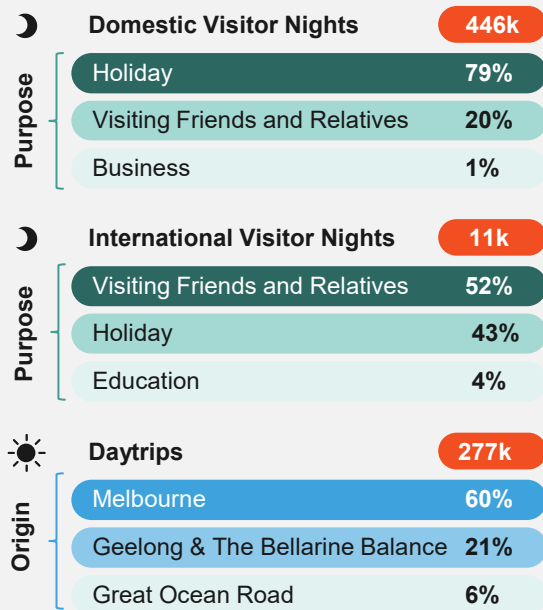 Domestic Visitor Nights 446k
Purpose
Holiday 79%
Visiting Friends and Relatives 20%
Business 1%
International Visitor Nights 11k
Purpose
Visiting Friends and Relatives 52%
Holiday 43%
Education 4%
Daytrips 277k
Origin
Melbourne 60%
Geelong & The Bellarine Balance 21%
Great Ocean Road 6%